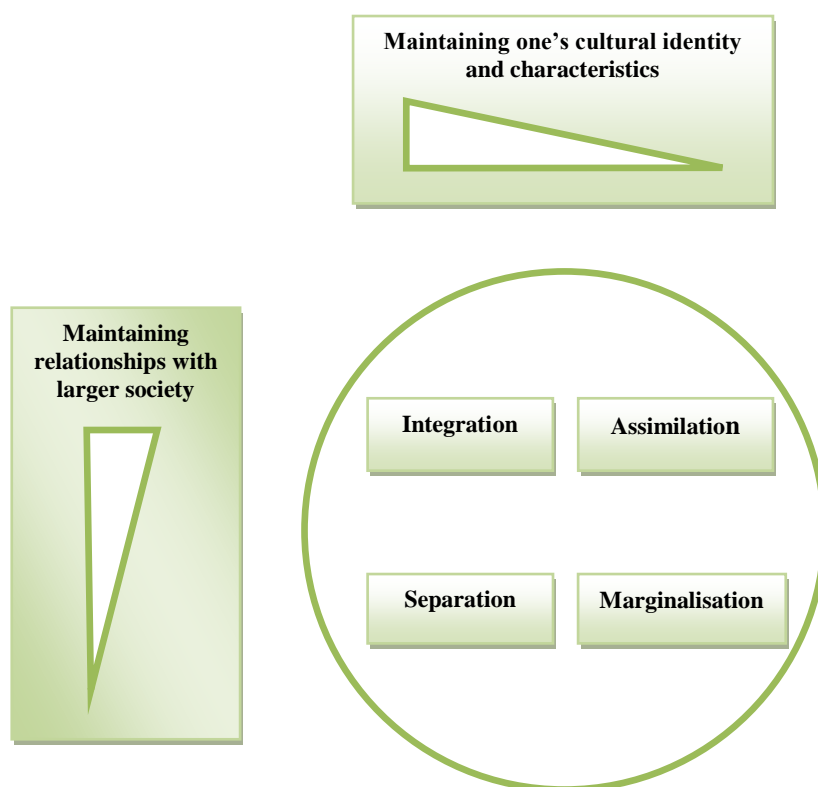 Maintaining one’s cultural identity
and characteristics
Maintaining
relationships with
larger society
Integration
Assimilation
Separation
Marginalisation